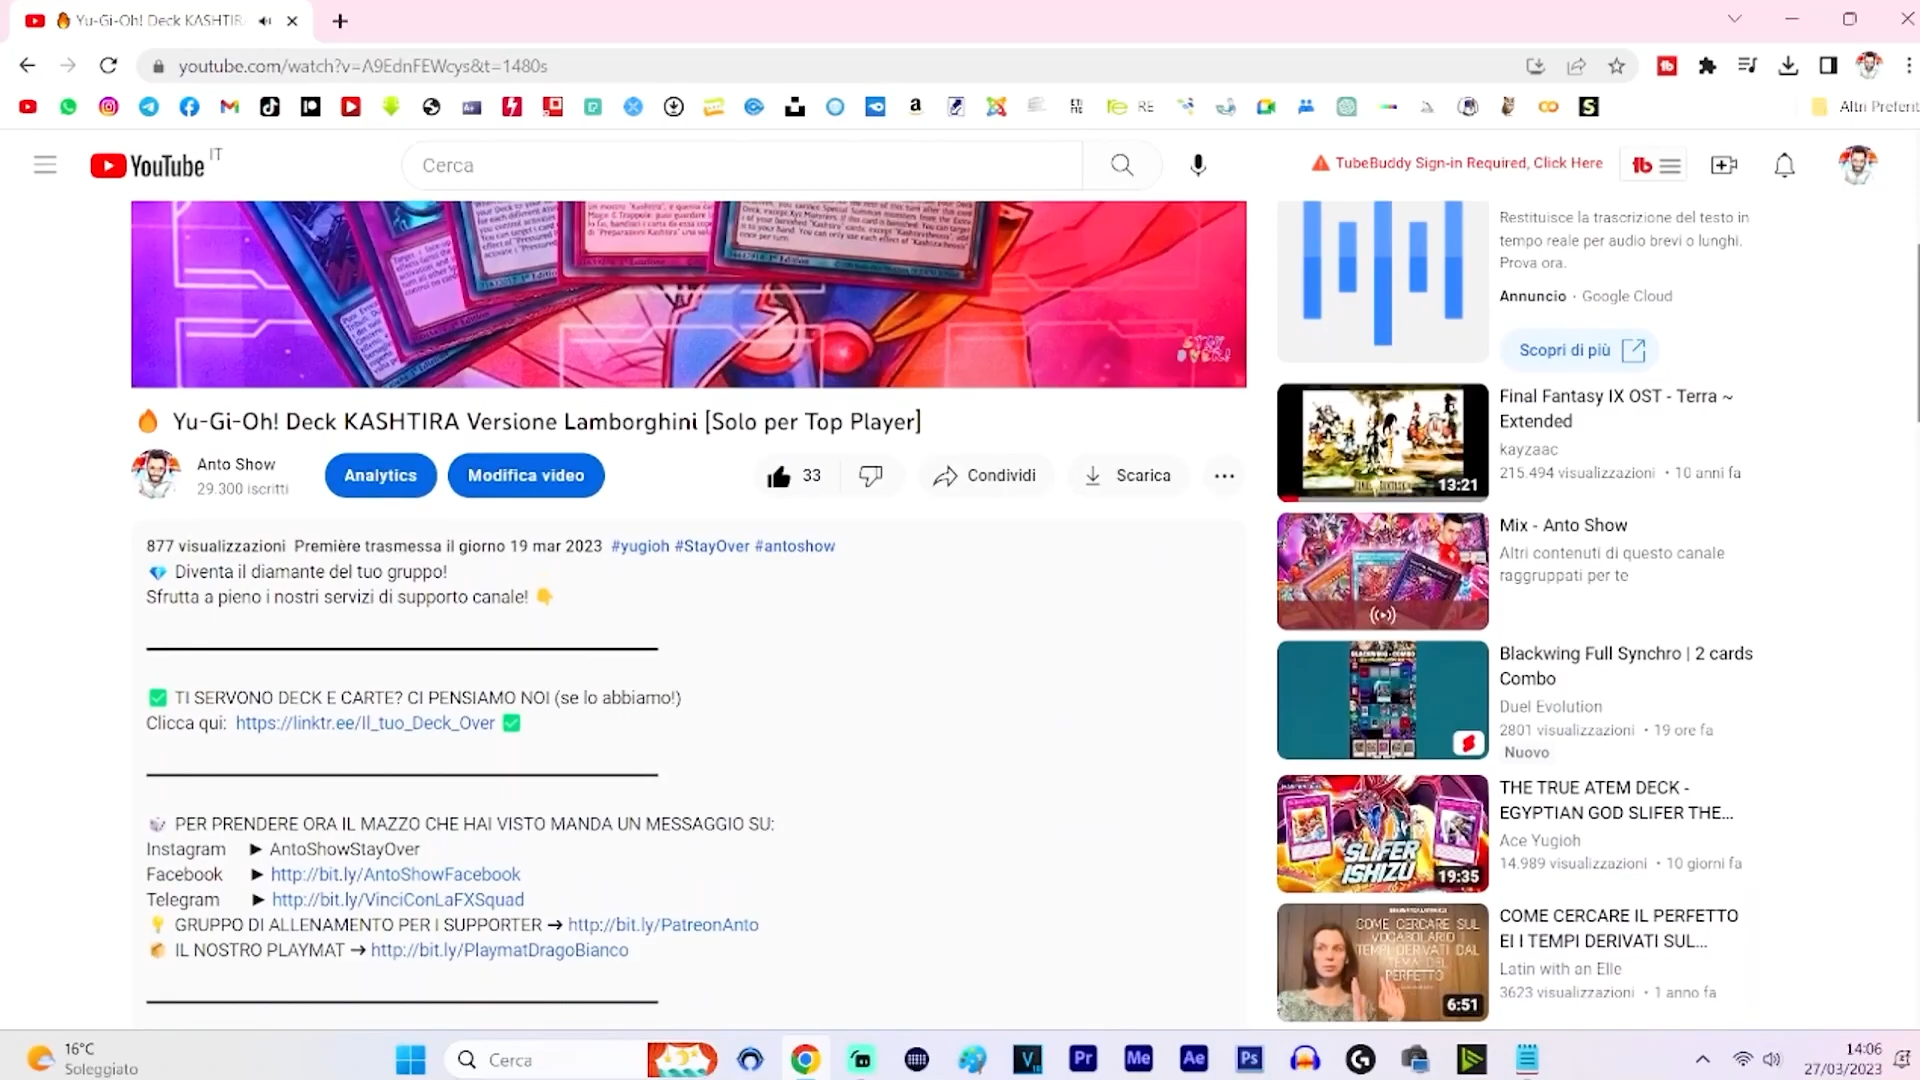 Yu-Gi-Oh! Deck KASHTIR
youtube.com/watch?v=A9EdnFEWcys&t=1480s
RE
Altri Preferit
YouTube IT
Cerca
TubeBuddy Sign-in Required, Click Here
Restituisce la trascrizione del testo in
tempo reale per audio brevi o lunghi.
Prova ora.
Annuncio · Google Cloud
Scopri di più
STAY
OVER!
Yu-Gi-Oh! Deck KASHTIRA Versione Lamborghini [Solo per Top Player]
Anto Show
29.300 iscritti
Analytics
Modifica video
33
Condividi
Scarica
877 visualizzazioni Première trasmessa il giorno 19 mar 2023 #yugioh #StayOver #antoshow
Diventa il diamante del tuo gruppo!
Sfrutta a pieno i nostri servizi di supporto canale!
TI SERVONO DECK E CARTE? CI PENSIAMO NOI (se lo abbiamo!)
Clicca qui: https://linktr.ee/Il_tuo_Deck_Over
PER PRENDERE ORA IL MAZZO CHE HAI VISTO MANDA UN MESSAGGIO SU:
Instagram ► AntoShowStayOver
Facebook ► http://bit.ly/AntoShowFacebook
Telegram ► http://bit.ly/VinciConLaFXSquad
GRUPPO DI ALLENAMENTO PER I SUPPORTER → http://bit.ly/PatreonAnto
IL NOSTRO PLAYMAT → http://bit.ly/PlaymatDragoBianco
13:21
Final Fantasy IX OST - Terra ~
Extended
kayzaac
215.494 visualizzazioni · 10 anni fa
Mix - Anto Show
Altri contenuti di questo canale
raggruppati per te
Blackwing Full Synchro | 2 cards
Combo
Duel Evolution
2801 visualizzazioni · 19 ore fa
Nuovo
SLIFER
ISHIZU
19:35
THE TRUE ATEM DECK -
EGYPTIAN GOD SLIFER THE...
Ace Yugioh
14.989 visualizzazioni · 10 giorni fa
COME CERCARE SUL
VOCABOLARIO I
TEMPI DERIVATI DAL
TEMA DEL
PERFETTO
6:51
COME CERCARE IL PERFETTO
EI I TEMPI DERIVATI SUL...
Latin with an Elle
3623 visualizzazioni · 1 anno fa
16°C
Soleggiato
Cerca
Pr
Me
Ae
Ps
14:06
27/03/2023